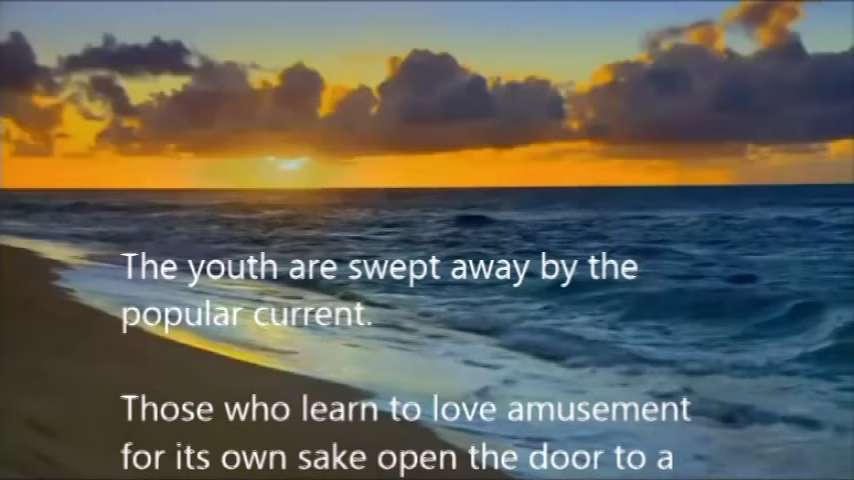 The youth are swept away by the
popular current.
Those who learn to love amusement
for its own sake open the door to a